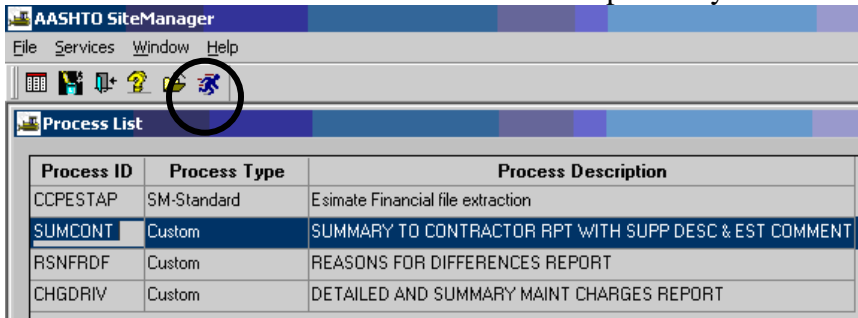 AASHTO SiteManager
File Services Window Help
Process List
Process ID Process Type Process Description
CCPESTAP SM-Standard Esimate Financial file extraction
SUMCONT Custom SUMMARY TO CONTRACTOR RPT WITH SUPP DESC & EST COMMENT
RSNFRDF Custom REASONS FOR DIFFERENCES REPORT
CHGDRIV Custom DETAILED AND SUMMARY MAINT CHARGES REPORT